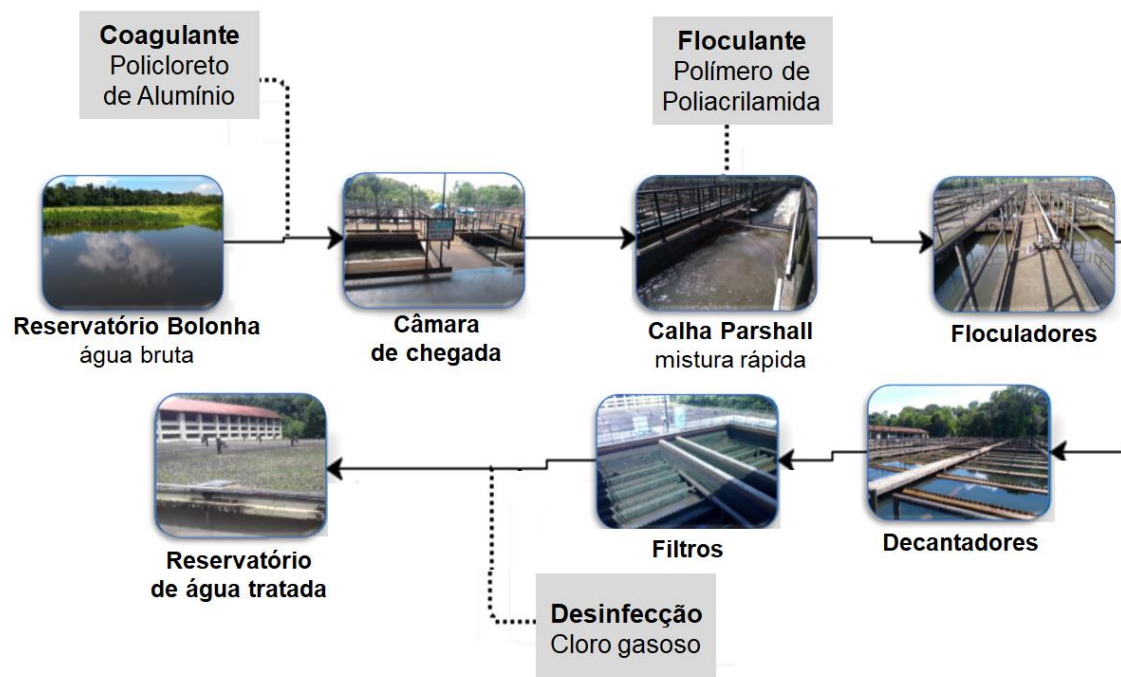 Coagulante
Policloreto
de Alumínio
Floculante
Polímero de
Poliacrilamida
Reservatório Bolonha
água bruta
Câmara
de chegada
Calha Parshall
mistura rápida
Floculadores
Reservatório
de água tratada
Filtros
Decantadores
Desinfecção
Cloro gasoso